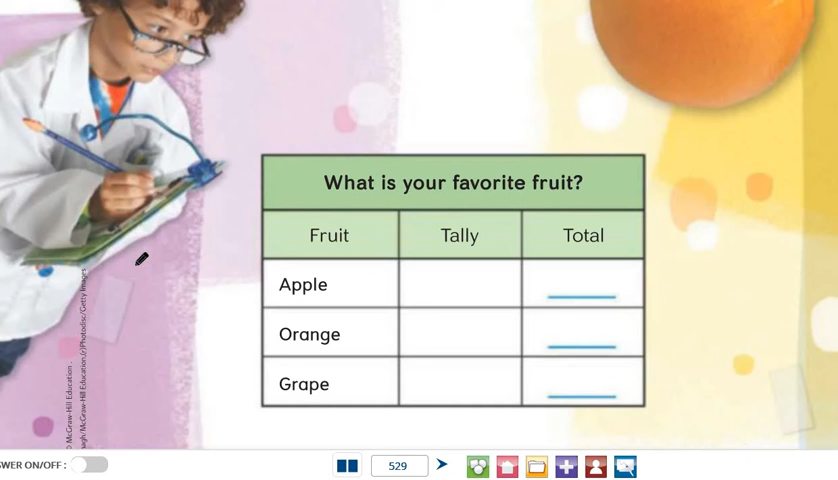 What is your favorite fruit?
Fruit Tally Total
Apple
Orange
Grape
© McGraw-Hill Education.
agh/McGraw-Hill Education,(r)Photodisc/Getty Images
WER ON/OFF :
529